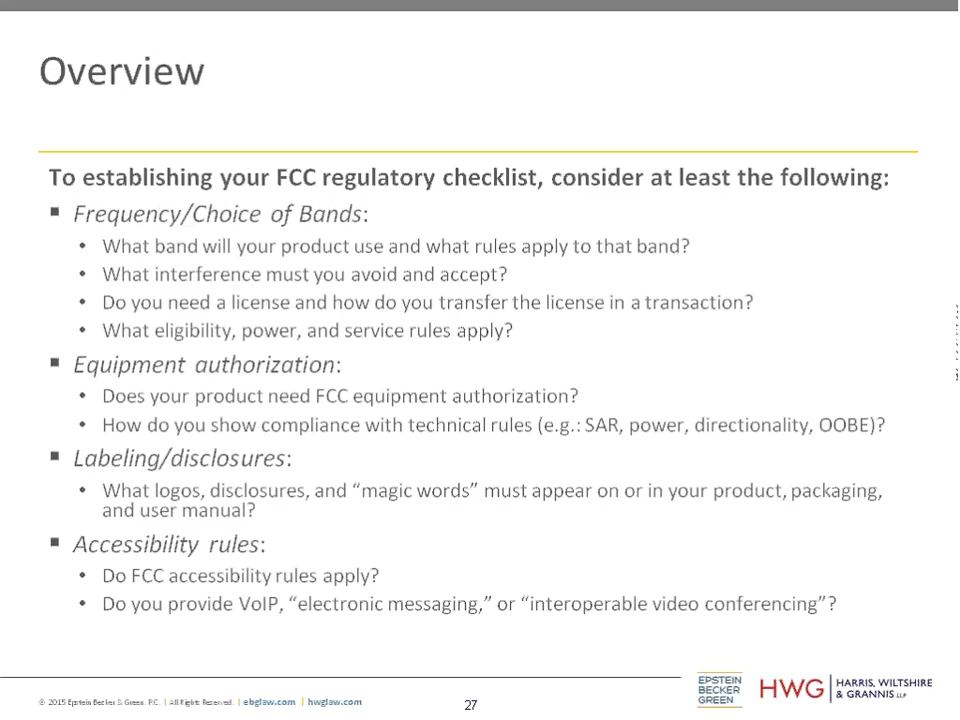 Overview
To establishing your FCC regulatory checklist, consider at least the following:
▪ Frequency/Choice of Bands:
• What band will your product use and what rules apply to that band?
• What interference must you avoid and accept?
• Do you need a license and how do you transfer the license in a transaction?
• What eligibility, power, and service rules apply?
▪ Equipment authorization:
• Does your product need FCC equipment authorization?
• How do you show compliance with technical rules (e.g.: SAR, power, directionality, OOBE)?
▪ Labeling/disclosures:
• What logos, disclosures, and “magic words” must appear on or in your product, packaging,
and user manual?
▪ Accessibility rules:
• Do FCC accessibility rules apply?
• Do you provide VoIP, “electronic messaging,” or “interoperable video conferencing”?
© 2015 Epstein Becker & Green, P.C. | All Rights Reserved. | ebglaw.com | hwglaw.com
27
EPSTEIN
BECKER
GREEN
HWG | HARRIS, WILTSHIRE
& GRANNIS LLP